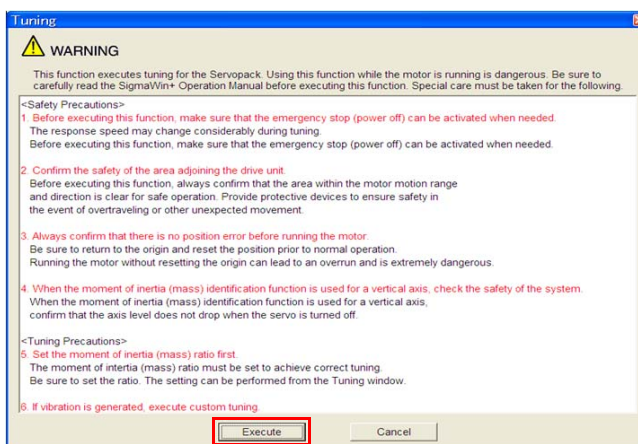 Tuning
WARNING
This function executes tuning for the Servopack. Using this function while the motor is running is dangerous. Be sure to
carefully read the SigmaWin+ Operation Manual before executing this function. Special care must be taken for the following.
<Safety Precautions>
1. Before executing this function, make sure that the emergency stop (power off) can be activated when needed.
The response speed may change considerably during tuning.
Before executing this function, make sure that the emergency stop (power off) can be activated when needed.
2. Confirm the safety of the area adjoining the drive unit.
Before executing this function, always confirm that the area within the motor motion range
and direction is clear for safe operation. Provide protective devices to ensure safety in
the event of overtraveling or other unexpected movement.
3. Always confirm that there is no position error before running the motor.
Be sure to return to the origin and reset the position prior to normal operation.
Running the motor without resetting the origin can lead to an overrun and is extremely dangerous.
4. When the moment of inertia (mass) identification function is used for a vertical axis, check the safety of the system.
When the moment of inertia (mass) identification function is used for a vertical axis,
confirm that the axis level does not drop when the servo is turned off.
<Tuning Precautions>
5. Set the moment of inertia (mass) ratio first.
The moment of intertia (mass) ratio must be set to achieve correct tuning.
Be sure to set the ratio. The setting can be performed from the Tuning window.
6. If vibration is generated, execute custom tuning.
Execute
Cancel